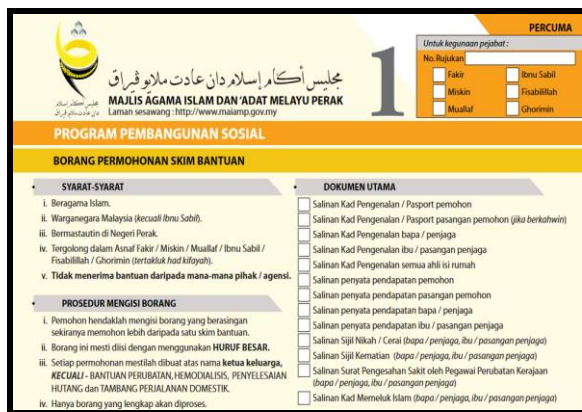 PERCUMA
Untuk kegunaan pejabat :
No. Rujukan
Fakir
Ibnu Sabil
Miskin
Fisabilillah
Muallaf
Ghorimin
1
مجليس أڬام إسلام دان عادت ملايو ڤيراق
MAJLIS AGAMA ISLAM DAN 'ADAT MELAYU PERAK
Laman sesawang : http://www.maiamp.gov.my
PROGRAM PEMBANGUNAN SOSIAL
BORANG PERMOHONAN SKIM BANTUAN
SYARAT-SYARAT
i. Beragama Islam.
ii. Warganegara Malaysia (kecuali Ibnu Sabil).
iii. Bermastautin di Negeri Perak.
iv. Tergolong dalam Asnaf Fakir / Miskin / Muallaf / Ibnu Sabil /
Fisabilillah / Ghorimin (tertakluk had kifayah).
v. Tidak menerima bantuan daripada mana-mana pihak / agensi.
PROSEDUR MENGISI BORANG
i. Pemohon hendaklah mengisi borang yang berasingan
sekiranya memohon lebih daripada satu skim bantuan.
ii. Borang ini mesti diisi dengan menggunakan HURUF BESAR.
iii. Setiap permohonan mestilah dibuat atas nama ketua keluarga,
KECUALI - BANTUAN PERUBATAN, HEMODIALISIS, PENYELESAIAN
HUTANG dan TAMBANG PERJALANAN DOMESTIK.
iv. Hanya borang yang lengkap akan diproses.
DOKUMEN UTAMA
Salinan Kad Pengenalan / Pasport pemohon
Salinan Kad Pengenalan / Pasport pasangan pemohon (jika berkahwin)
Salinan Kad Pengenalan bapa / penjaga
Salinan Kad Pengenalan ibu / pasangan penjaga
Salinan Kad Pengenalan semua ahli isi rumah
Salinan penyata pendapatan pemohon
Salinan penyata pendapatan pasangan pemohon
Salinan penyata pendapatan bapa / penjaga
Salinan penyata pendapatan ibu / pasangan penjaga
Salinan Sijil Nikah / Cerai (bapa / penjaga, ibu / pasangan penjaga)
Salinan Sijil Kematian (bapa / penjaga, ibu / pasangan penjaga)
Salinan Surat Pengesahan Sakit oleh Pegawai Perubatan Kerajaan
(bapa / penjaga, ibu / pasangan penjaga)
Salinan Kad Memeluk Islam (bapa / penjaga, ibu / pasangan penjaga)